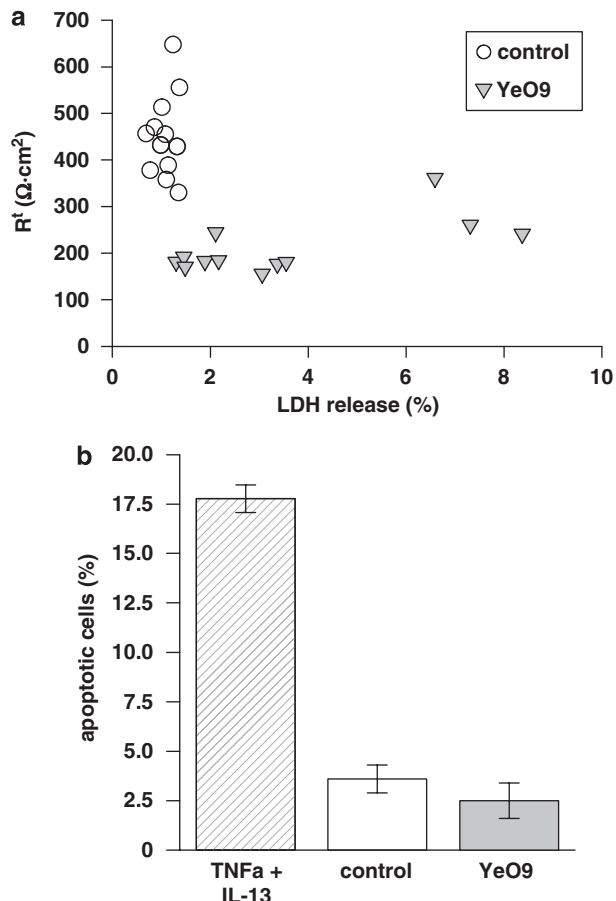 a
700
600
500
400
300
200
100
0
Rᵗ (Ω·cm²)
control
YeO9
0 2 4 6 8 10
LDH release (%)
b
20.0
17.5
15.0
12.5
10.0
7.5
5.0
2.5
0
apoptotic cells (%)
TNFa + control YeO9
IL-13